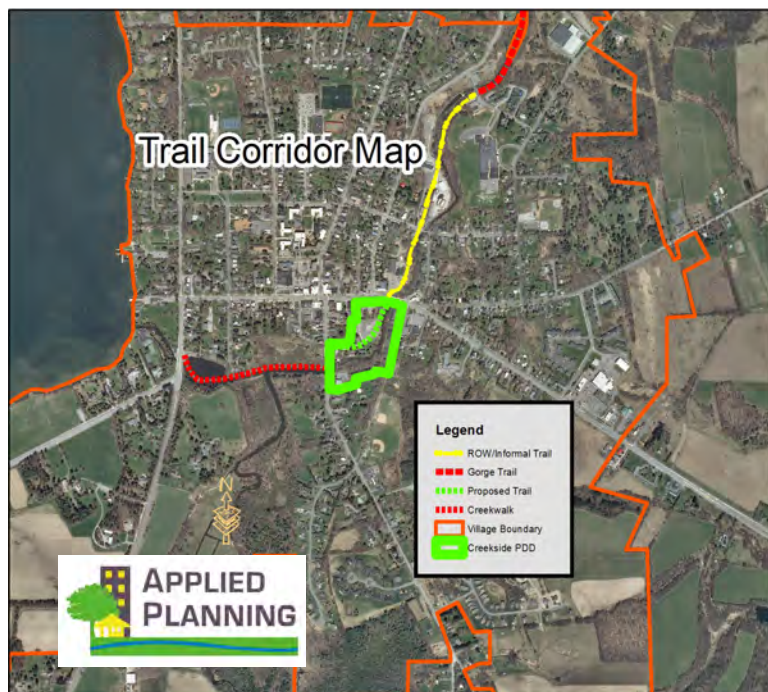 Trail Corridor Map
Legend
ROW/Informal Trail
Gorge Trail
Proposed Trail
Creekwalk
Village Boundary
Creekside PDD
N
APPLIED
PLANNING